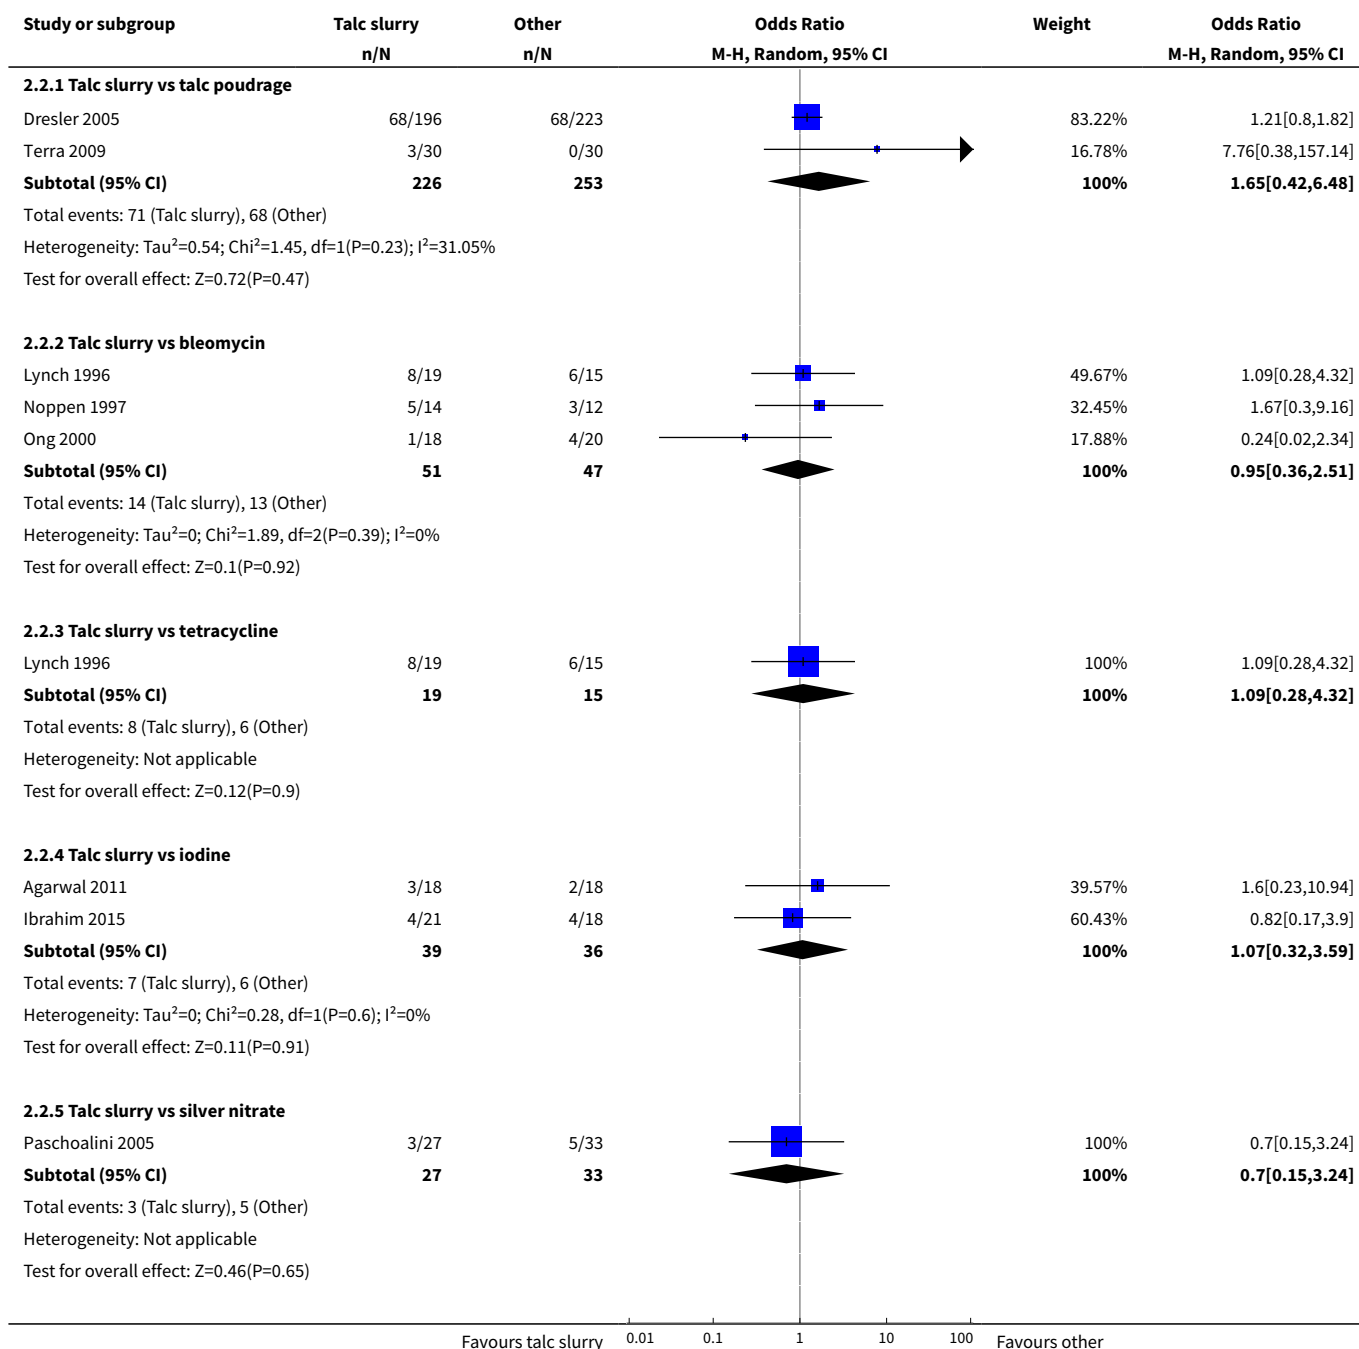 Study or subgroup Talc slurry Other Odds Ratio Weight Odds Ratio
n/N n/N M-H, Random, 95% CI M-H, Random, 95% CI
2.2.1 Talc slurry vs talc poudrage
Dresler 2005 68/196 68/223 83.22% 1.21[0.8,1.82]
Terra 2009 3/30 0/30 16.78% 7.76[0.38,157.14]
Subtotal (95% CI) 226 253 100% 1.65[0.42,6.48]
Total events: 71 (Talc slurry), 68 (Other)
Heterogeneity: Tau²=0.54; Chi²=1.45, df=1(P=0.23); I²=31.05%
Test for overall effect: Z=0.72(P=0.47)
2.2.2 Talc slurry vs bleomycin
Lynch 1996 8/19 6/15 49.67% 1.09[0.28,4.32]
Noppen 1997 5/14 3/12 32.45% 1.67[0.3,9.16]
Ong 2000 1/18 4/20 17.88% 0.24[0.02,2.34]
Subtotal (95% CI) 51 47 100% 0.95[0.36,2.51]
Total events: 14 (Talc slurry), 13 (Other)
Heterogeneity: Tau²=0; Chi²=1.89, df=2(P=0.39); I²=0%
Test for overall effect: Z=0.1(P=0.92)
2.2.3 Talc slurry vs tetracycline
Lynch 1996 8/19 6/15 100% 1.09[0.28,4.32]
Subtotal (95% CI) 19 15 100% 1.09[0.28,4.32]
Total events: 8 (Talc slurry), 6 (Other)
Heterogeneity: Not applicable
Test for overall effect: Z=0.12(P=0.9)
2.2.4 Talc slurry vs iodine
Agarwal 2011 3/18 2/18 39.57% 1.6[0.23,10.94]
Ibrahim 2015 4/21 4/18 60.43% 0.82[0.17,3.9]
Subtotal (95% CI) 39 36 100% 1.07[0.32,3.59]
Total events: 7 (Talc slurry), 6 (Other)
Heterogeneity: Tau²=0; Chi²=0.28, df=1(P=0.6); I²=0%
Test for overall effect: Z=0.11(P=0.91)
2.2.5 Talc slurry vs silver nitrate
Paschoalini 2005 3/27 5/33 100% 0.7[0.15,3.24]
Subtotal (95% CI) 27 33 100% 0.7[0.15,3.24]
Total events: 3 (Talc slurry), 5 (Other)
Heterogeneity: Not applicable
Test for overall effect: Z=0.46(P=0.65)
Favours talc slurry 0.01 0.1 1 10 100 Favours other